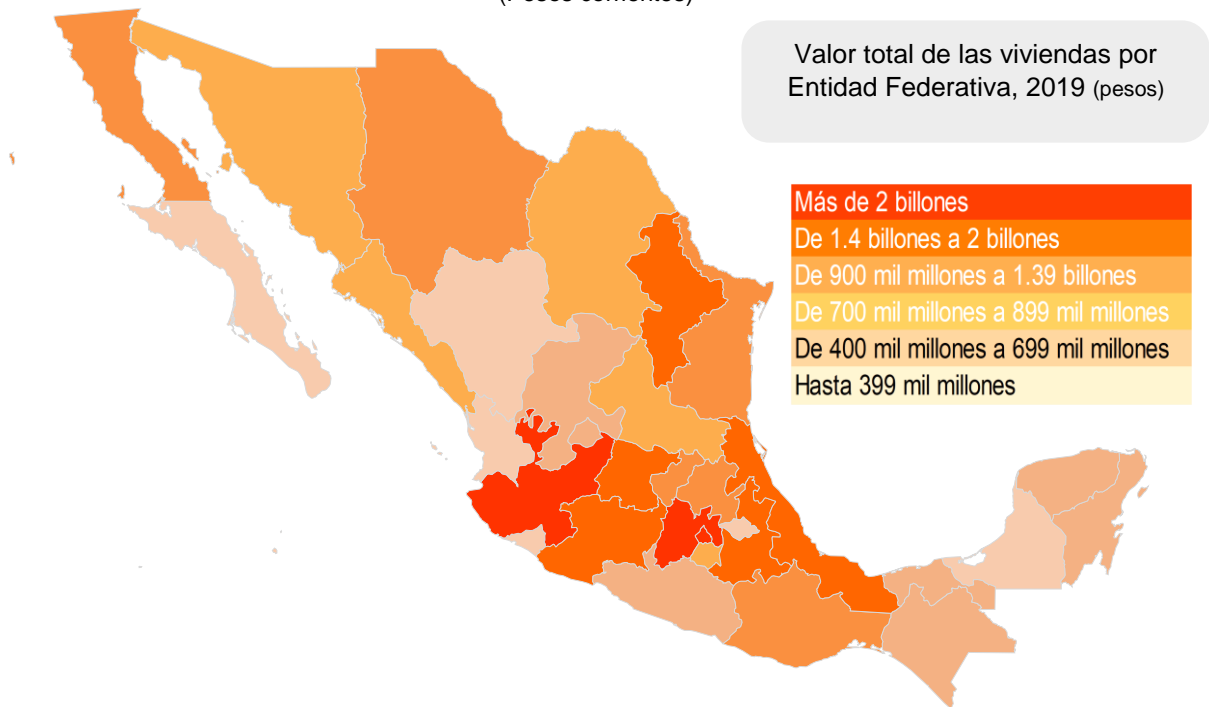 (Pesos corrientes)
Valor total de las viviendas por
Entidad Federativa, 2019 (pesos)
Más de 2 billones
De 1.4 billones a 2 billones
De 900 mil millones a 1.39 billones
De 700 mil millones a 899 mil millones
De 400 mil millones a 699 mil millones
Hasta 399 mil millones